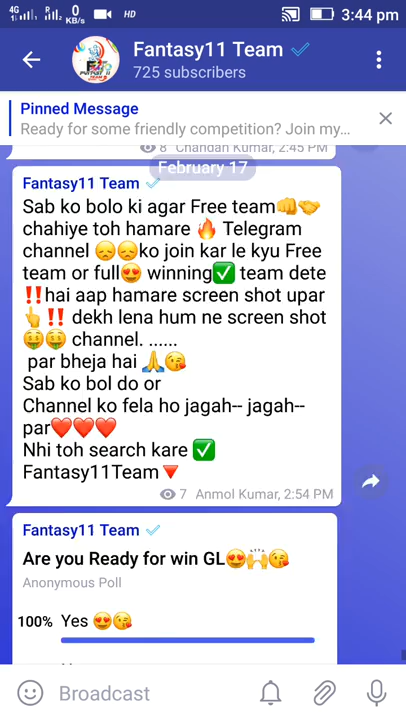 4G R 0 KB/s HD 3:44 pm
Fantasy11 Team
725 subscribers
Pinned Message
Ready for some friendly competition? Join my...
8 Chandan Kumar, 2:45 PM
February 17
Fantasy11 Team
Sab ko bolo ki agar Free team👊🤝
chahiye toh hamare 🔥 Telegram
channel 😞😞ko join kar le kyu Free
team or full😍 winning✅ team dete
‼️hai aap hamare screen shot upar
👆‼️ dekh lena hum ne screen shot
🤑🤑 channel. ......
par bheja hai 🙏😘
Sab ko bol do or
Channel ko fela ho jagah-- jagah--
par❤️❤️❤️
Nhi toh search kare ✅
Fantasy11Team🔻
7 Anmol Kumar, 2:54 PM
Fantasy11 Team
Are you Ready for win GL😍🙌😘
Anonymous Poll
100% Yes 😍😘
Broadcast